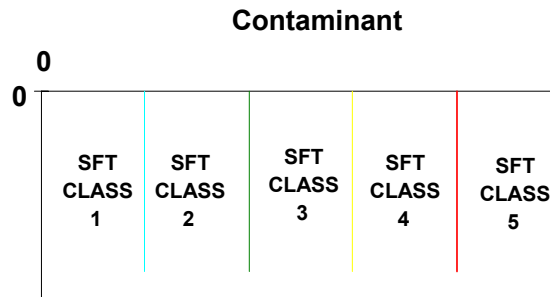 Contaminant
0
0
SFT
CLASS
1
SFT
CLASS
2
SFT
CLASS
3
SFT
CLASS
4
SFT
CLASS
5